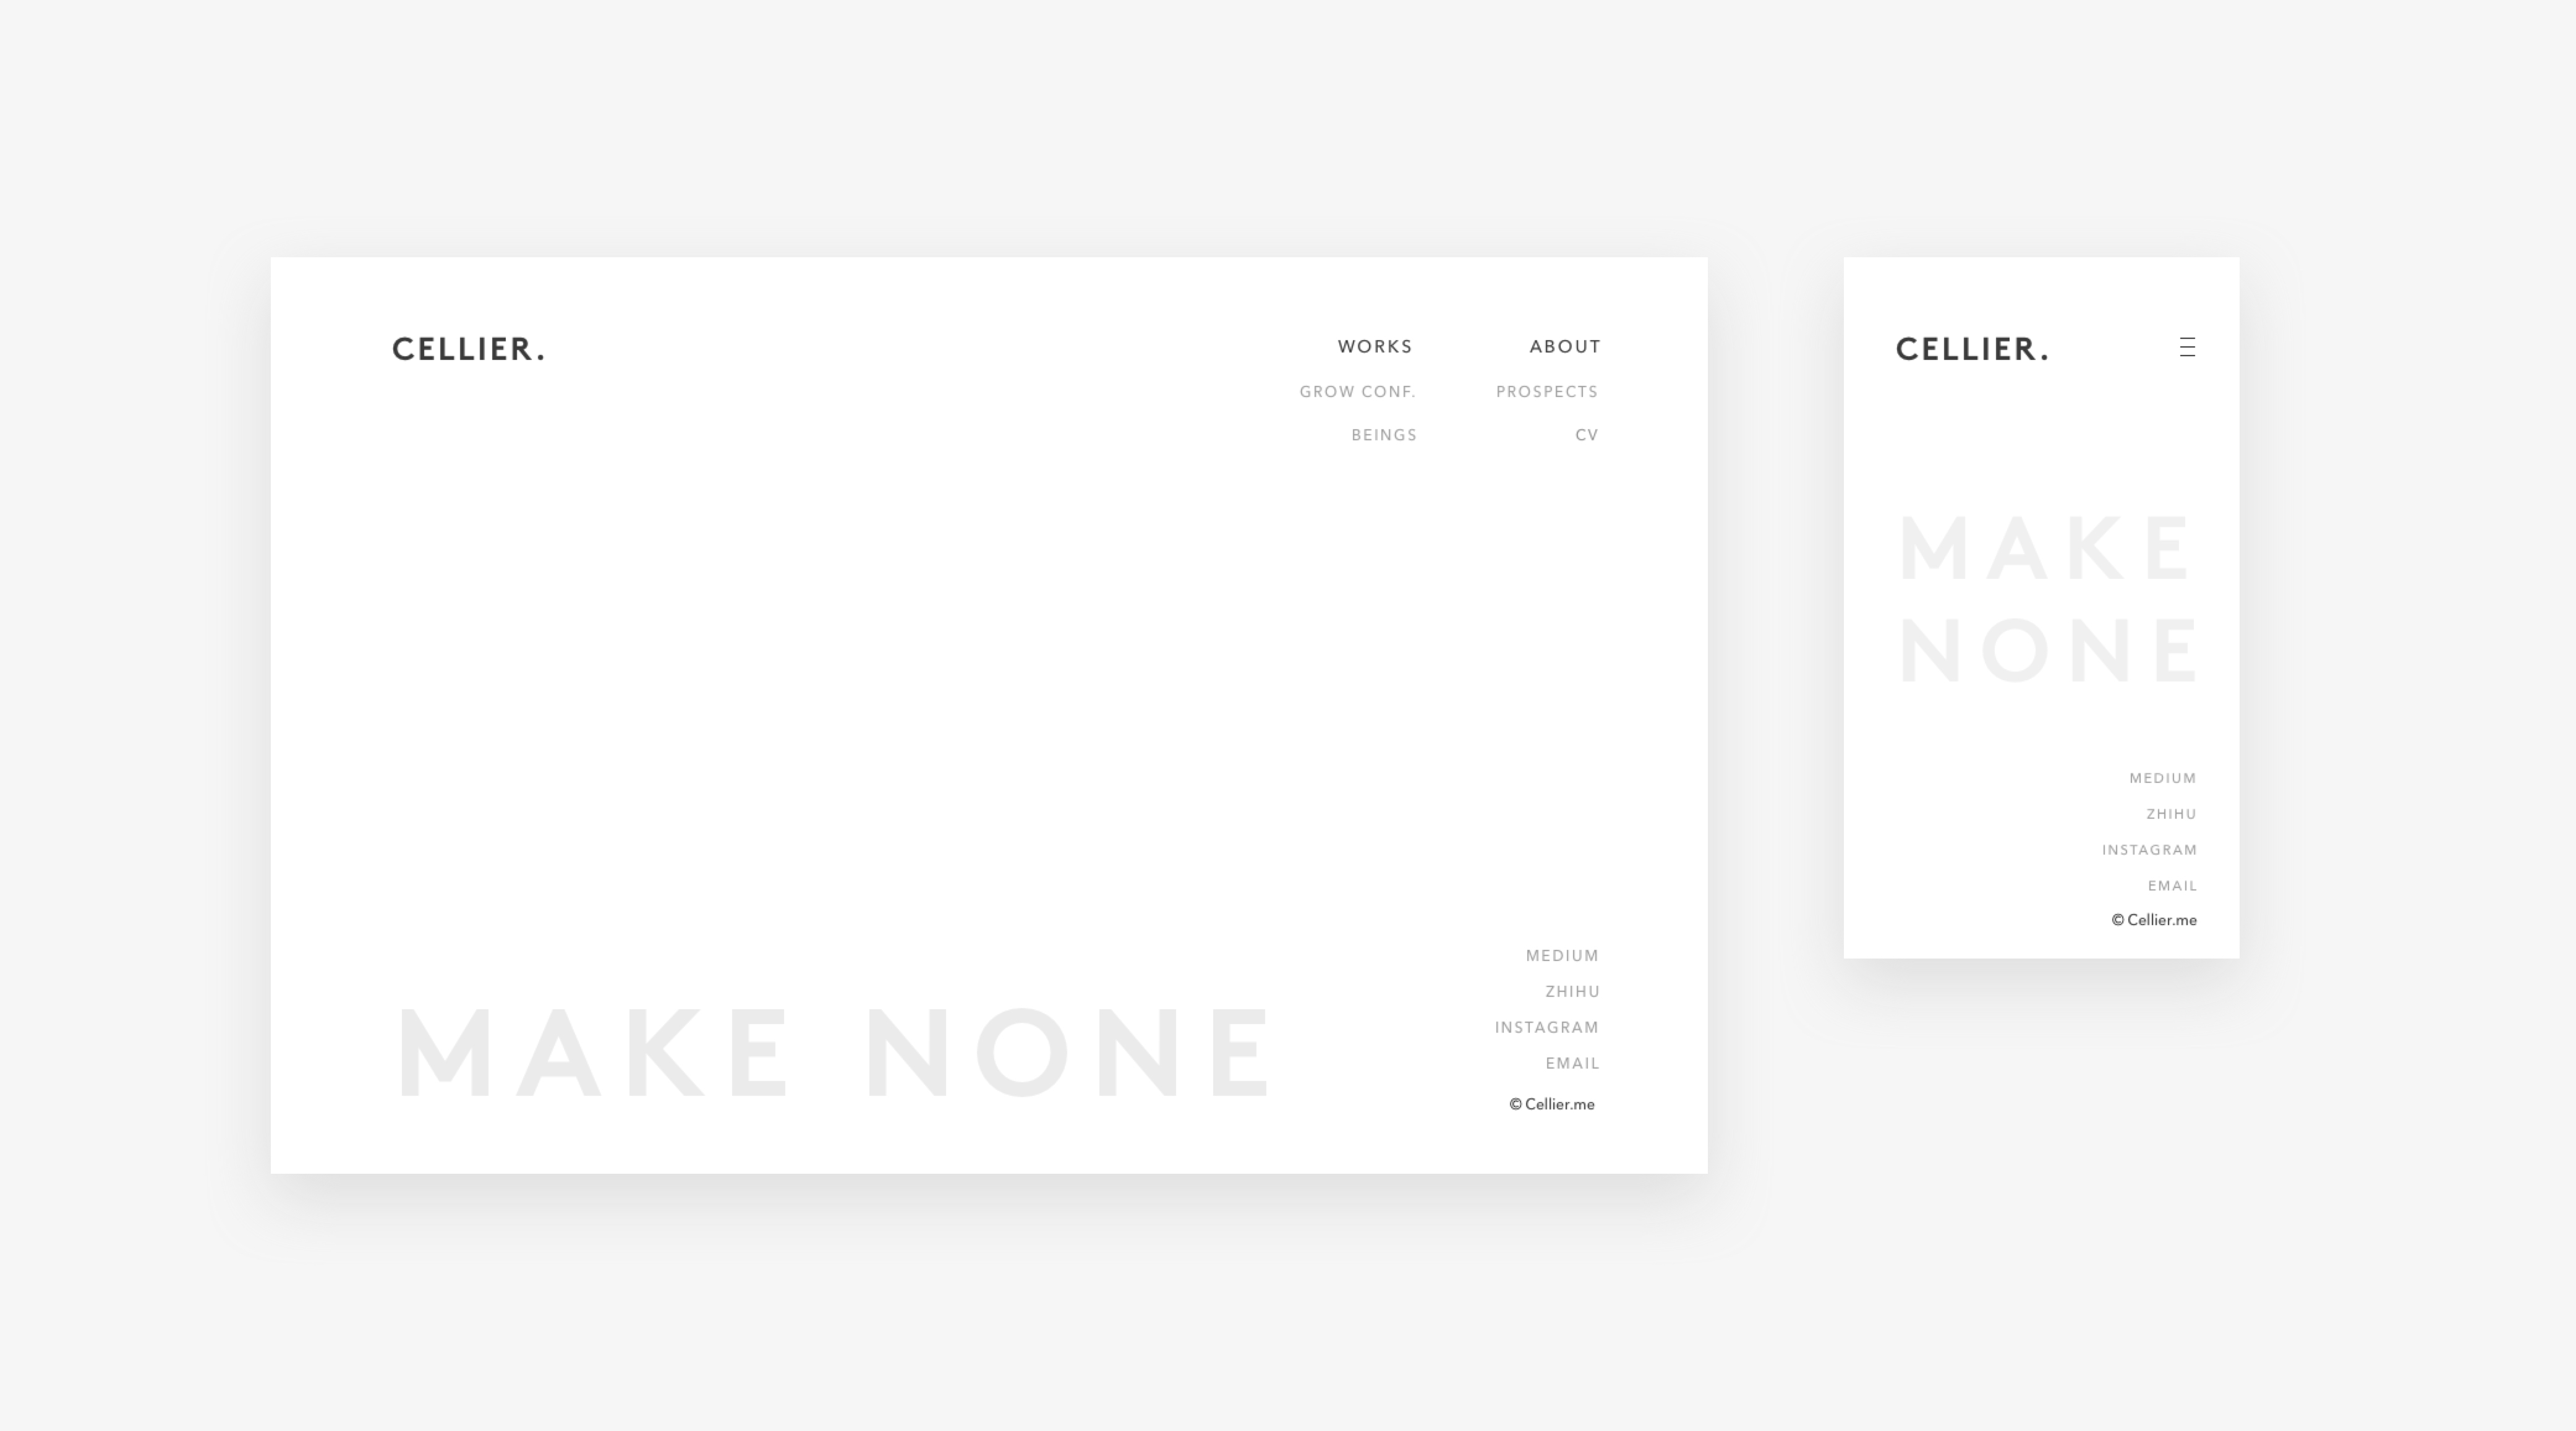 CELLIER.
WORKS ABOUT
GROW CONF. PROSPECTS
BEINGS CV
MAKE NONE
MEDIUM
ZHIHU
INSTAGRAM
EMAIL
© Cellier.me
CELLIER.
MAKE
NONE
MEDIUM
ZHIHU
INSTAGRAM
EMAIL
© Cellier.me